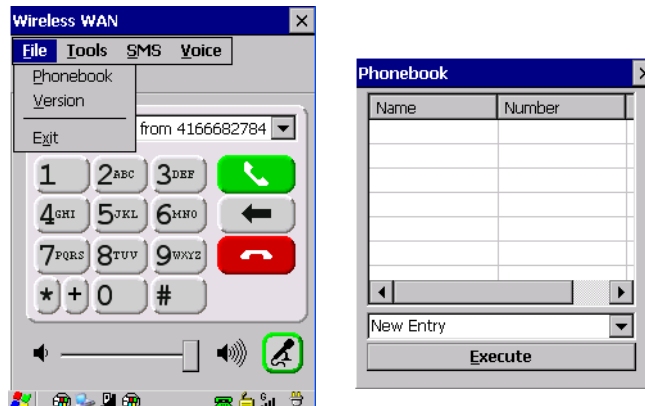 Wireless WAN
File Tools SMS Voice
Phonebook
Version
Exit
from 4166682784
1 2ABC 3DEF
4GHI 5JKL 6MNO
7PQRS 8TUV 9WXYZ
* + 0 #
Phonebook
Name Number
New Entry
Execute